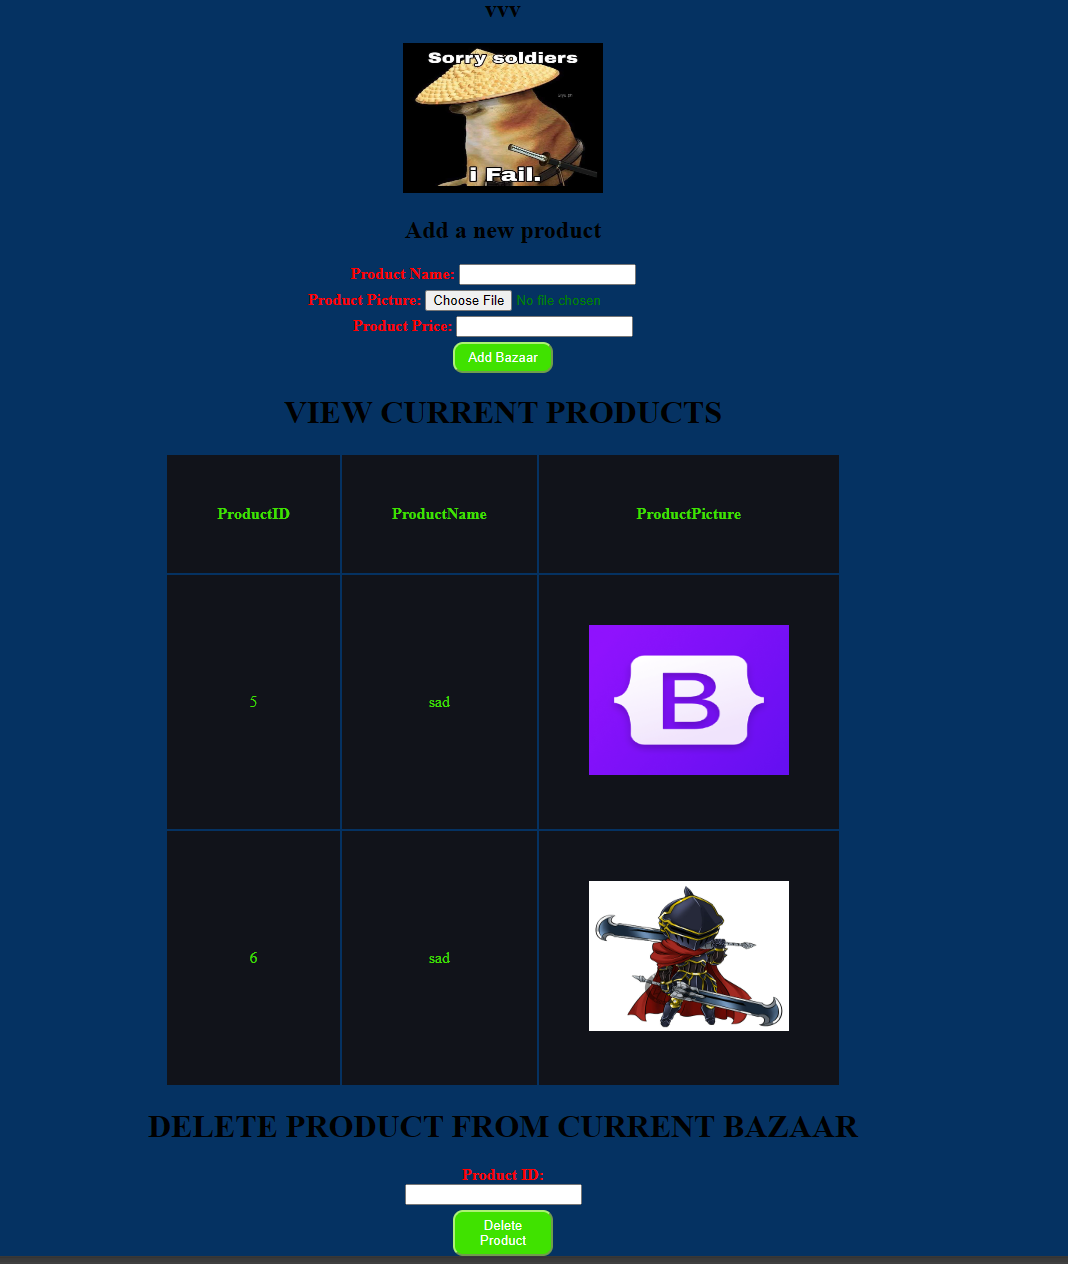 vvv
Sorry soldiers
i Fail.
Add a new product
Product Name:
Product Picture: Choose File No file chosen
Product Price:
Add Bazaar
VIEW CURRENT PRODUCTS
ProductID ProductName ProductPicture
5 sad
B
6 sad
DELETE PRODUCT FROM CURRENT BAZAAR
Product ID:
Delete
Product